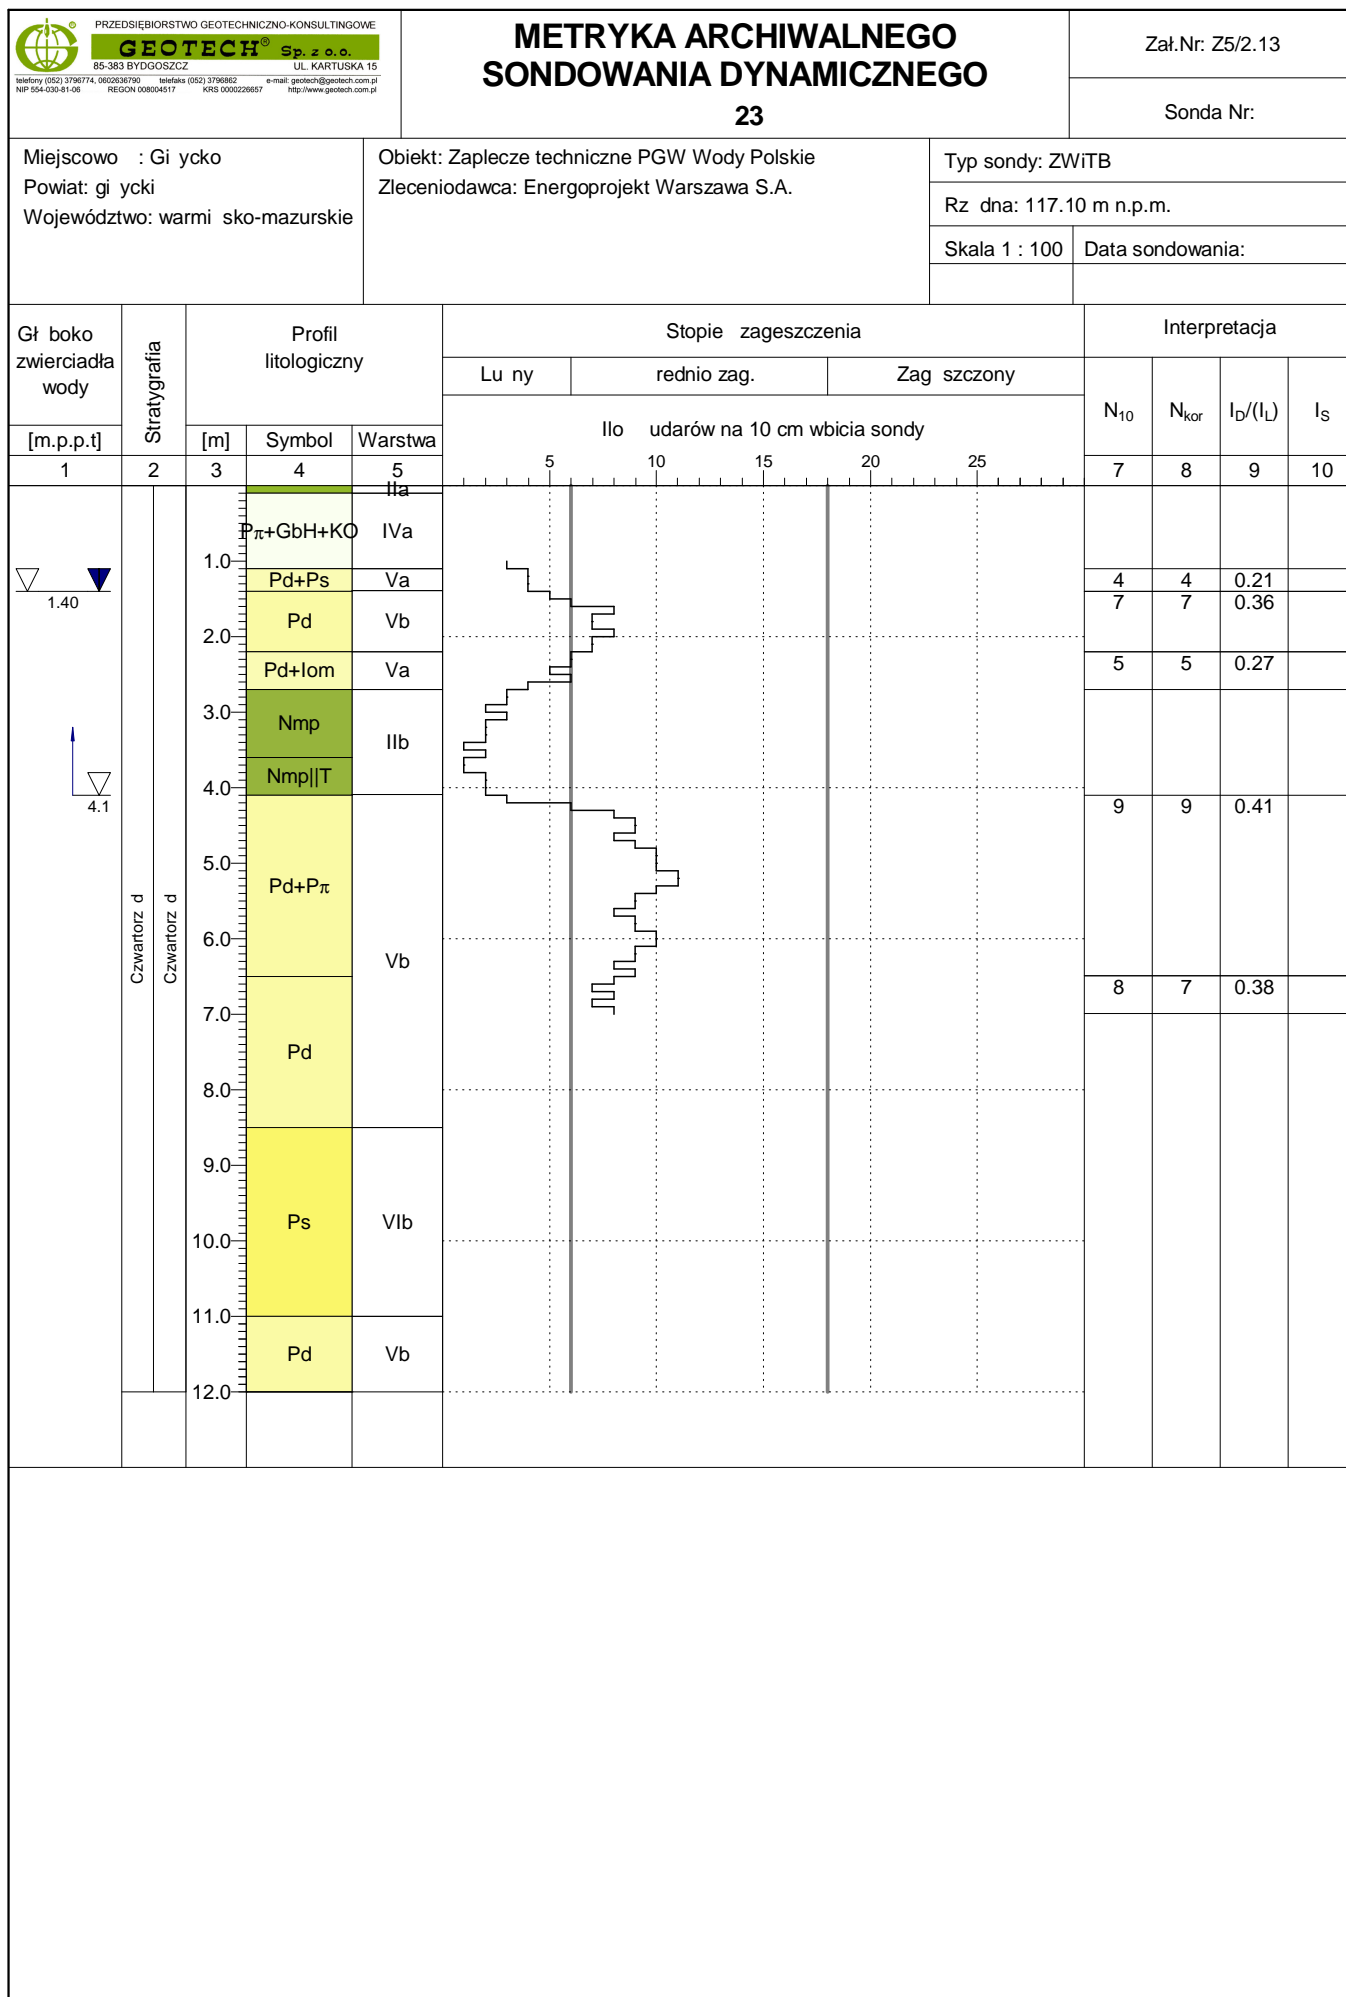 PRZEDSIĘBIORSTWO GEOTECHNICZNO-KONSULTINGOWE
GEOTECH® Sp. z o.o.
85-383 BYDGOSZCZ UL. KARTUSKA 15
telefony (052) 3796774, 0602636790 telefaks (052) 3796862 e-mail: geotech@geotech.com.pl
NIP 554-030-81-06 REGON 008004517 KRS 0000226657 http://www.geotech.com.pl
METRYKA ARCHIWALNEGO
SONDOWANIA DYNAMICZNEGO
23
Zał.Nr: Z5/2.13
Sonda Nr:
Miejscowo : Gi ycko
Powiat: gi ycki
Województwo: warmi sko-mazurskie
Obiekt: Zaplecze techniczne PGW Wody Polskie
Zleceniodawca: Energoprojekt Warszawa S.A.
Typ sondy: ZWiTB
Rz dna: 117.10 m n.p.m.
Skala 1 : 100 Data sondowania:
Gł boko
zwierciadła
wody
[m.p.p.t]
Stratygrafia
Profil
litologiczny
[m] Symbol Warstwa
Stopie zageszczenia
Lu ny rednio zag. Zag szczony
Ilo udarów na 10 cm wbicia sondy
5 10 15 20 25
Interpretacja
N10 Nkor ID/(IL) IS
1 2 3 4 5 7 8 9 10
IIa
Pπ+GbH+KO IVa
1.0
Pd+Ps Va 4 4 0.21
1.40
Pd Vb 7 7 0.36
2.0
Pd+Iom Va 5 5 0.27
3.0
Nmp
IIb
Nmp||T
4.0
4.1
9 9 0.41
5.0
Pd+Pπ
Czwartorz d
Czwartorz d
6.0
Vb
8 7 0.38
7.0
Pd
8.0
9.0
Ps VIb
10.0
11.0
Pd Vb
12.0